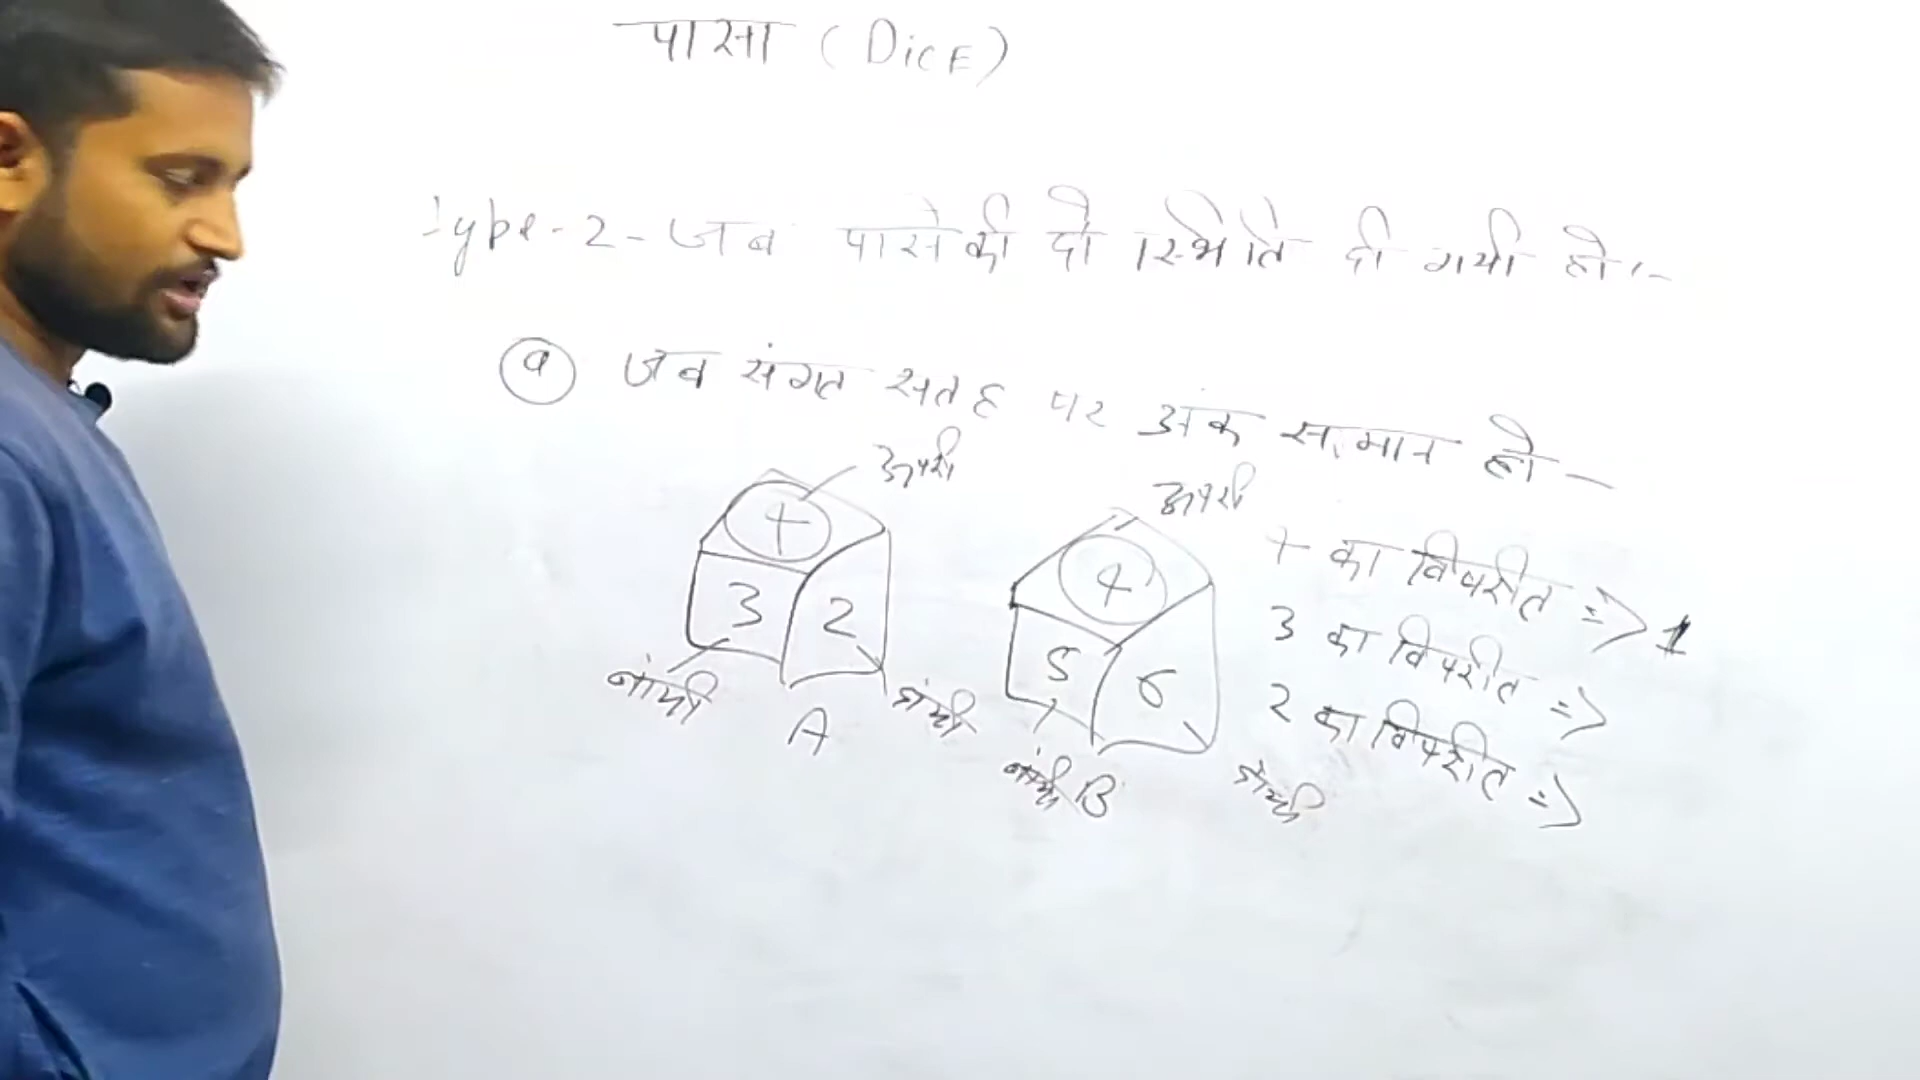 पासा (DicE)
Type-2- जब पासे की दो स्थिति दी गयी हो :-
(a) जब संगत सतह पर अंक समान हो -
ऊपरी
ऊपरी
4
4
3 2
5 6
बांयी
दांयी
A
बांयी B
दांयी
4 का विपरीत => 1
3 का विपरीत =>
2 का विपरीत =>